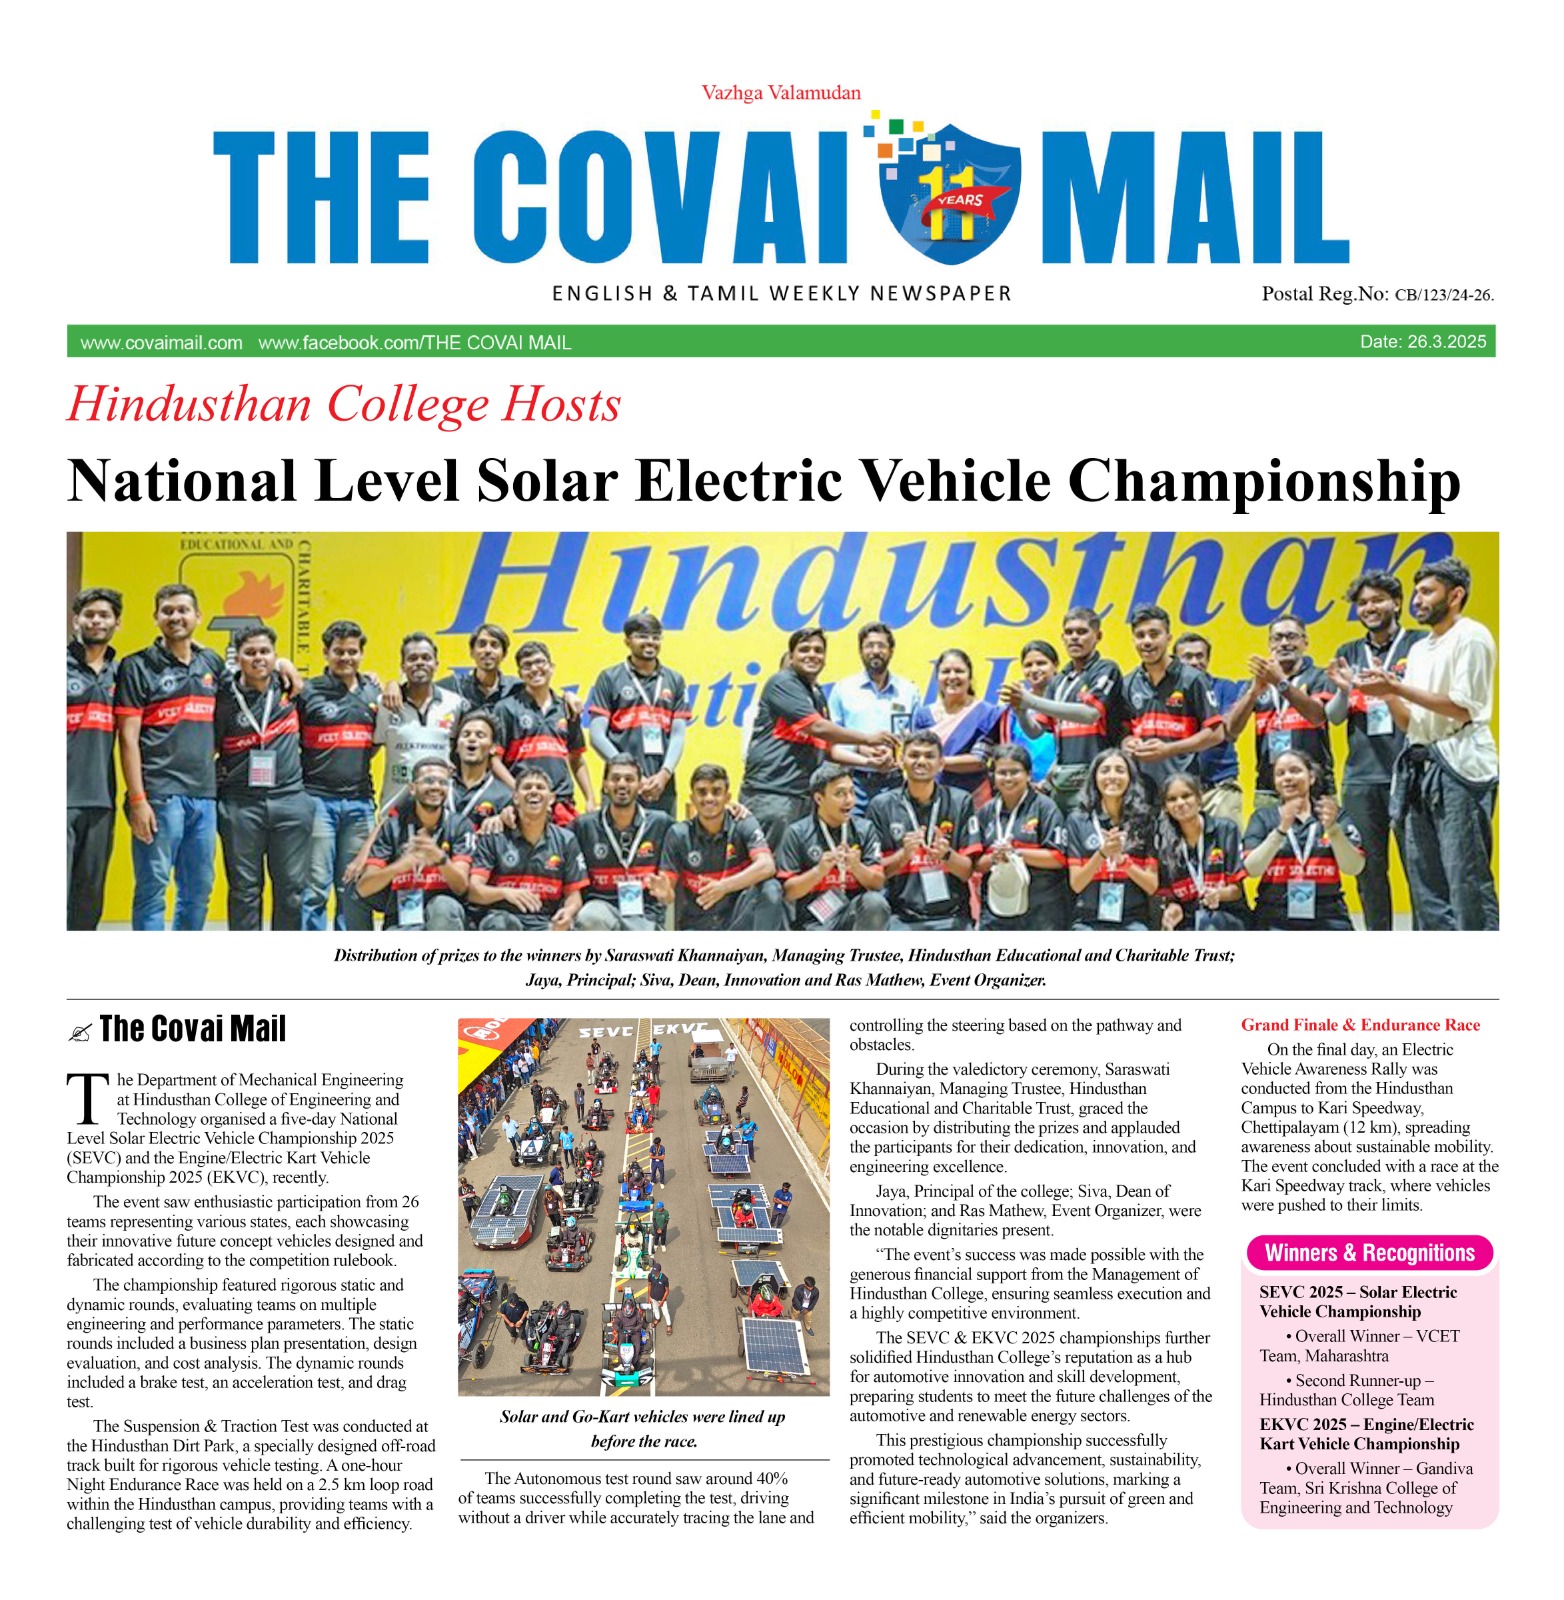 Vazhga Valamudan
THE COVAI MAIL
11
YEARS
ENGLISH & TAMIL WEEKLY NEWSPAPER
Postal Reg.No: CB/123/24-26.
www.covaimail.com www.facebook.com/THE COVAI MAIL
Date: 26.3.2025
Hindusthan College Hosts
National Level Solar Electric Vehicle Championship
EDUCATIONAL AND
CHARITABLE
Hindusthan
Distribution of prizes to the winners by Saraswati Khannaiyan, Managing Trustee, Hindusthan Educational and Charitable Trust;
Jaya, Principal; Siva, Dean, Innovation and Ras Mathew, Event Organizer.
The Covai Mail
The Department of Mechanical Engineering
at Hindusthan College of Engineering and
Technology organised a five-day National
Level Solar Electric Vehicle Championship 2025
(SEVC) and the Engine/Electric Kart Vehicle
Championship 2025 (EKVC), recently.
The event saw enthusiastic participation from 26
teams representing various states, each showcasing
their innovative future concept vehicles designed and
fabricated according to the competition rulebook.
The championship featured rigorous static and
dynamic rounds, evaluating teams on multiple
engineering and performance parameters. The static
rounds included a business plan presentation, design
evaluation, and cost analysis. The dynamic rounds
included a brake test, an acceleration test, and drag
test.
The Suspension & Traction Test was conducted at
the Hindusthan Dirt Park, a specially designed off-road
track built for rigorous vehicle testing. A one-hour
Night Endurance Race was held on a 2.5 km loop road
within the Hindusthan campus, providing teams with a
challenging test of vehicle durability and efficiency.
SEVC EKVC
Solar and Go-Kart vehicles were lined up
before the race.
The Autonomous test round saw around 40%
of teams successfully completing the test, driving
without a driver while accurately tracing the lane and
controlling the steering based on the pathway and
obstacles.
During the valedictory ceremony, Saraswati
Khannaiyan, Managing Trustee, Hindusthan
Educational and Charitable Trust, graced the
occasion by distributing the prizes and applauded
the participants for their dedication, innovation, and
engineering excellence.
Jaya, Principal of the college; Siva, Dean of
Innovation; and Ras Mathew, Event Organizer, were
the notable dignitaries present.
“The event’s success was made possible with the
generous financial support from the Management of
Hindusthan College, ensuring seamless execution and
a highly competitive environment.
The SEVC & EKVC 2025 championships further
solidified Hindusthan College’s reputation as a hub
for automotive innovation and skill development,
preparing students to meet the future challenges of the
automotive and renewable energy sectors.
This prestigious championship successfully
promoted technological advancement, sustainability,
and future-ready automotive solutions, marking a
significant milestone in India’s pursuit of green and
efficient mobility,” said the organizers.
Grand Finale & Endurance Race
On the final day, an Electric
Vehicle Awareness Rally was
conducted from the Hindusthan
Campus to Kari Speedway,
Chettipalayam (12 km), spreading
awareness about sustainable mobility.
The event concluded with a race at the
Kari Speedway track, where vehicles
were pushed to their limits.
Winners & Recognitions
SEVC 2025 – Solar Electric
Vehicle Championship
• Overall Winner – VCET
Team, Maharashtra
• Second Runner-up –
Hindusthan College Team
EKVC 2025 – Engine/Electric
Kart Vehicle Championship
• Overall Winner – Gandiva
Team, Sri Krishna College of
Engineering and Technology